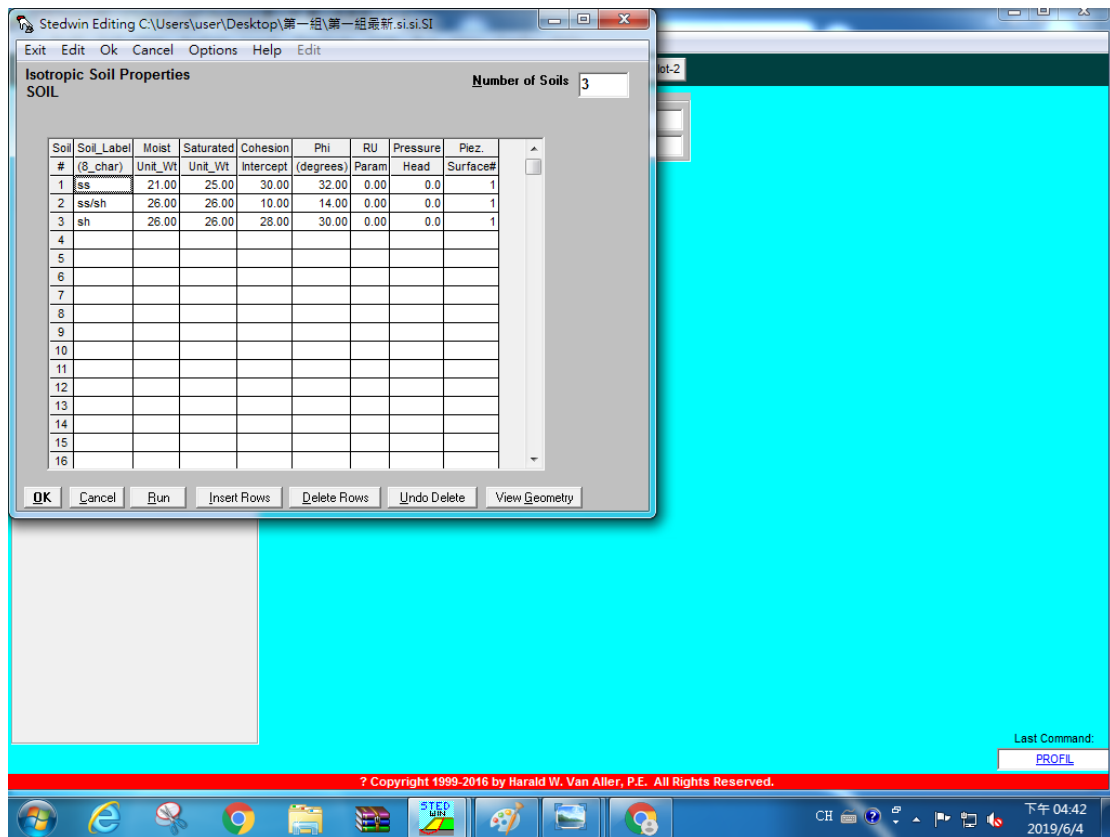 Stedwin Editing C:\Users\user\Desktop\第一組\第一組最新.si.si.SI
Exit Edit Ok Cancel Options Help Edit
Isotropic Soil Properties
SOIL
Number of Soils 3
lot-2
Soil Soil_Label Moist Saturated Cohesion Phi RU Pressure Piez.
# (8_char) Unit_Wt Unit_Wt Intercept (degrees) Param Head Surface#
1 ss 21.00 25.00 30.00 32.00 0.00 0.0 1
2 ss/sh 26.00 26.00 10.00 14.00 0.00 0.0 1
3 sh 26.00 26.00 28.00 30.00 0.00 0.0 1
4
5
6
7
8
9
10
11
12
13
14
15
16
OK Cancel Run Insert Rows Delete Rows Undo Delete View Geometry
Last Command:
PROFIL
? Copyright 1999-2016 by Harald W. Van Aller, P.E. All Rights Reserved.
STED
WIN
CH
下午 04:42
2019/6/4